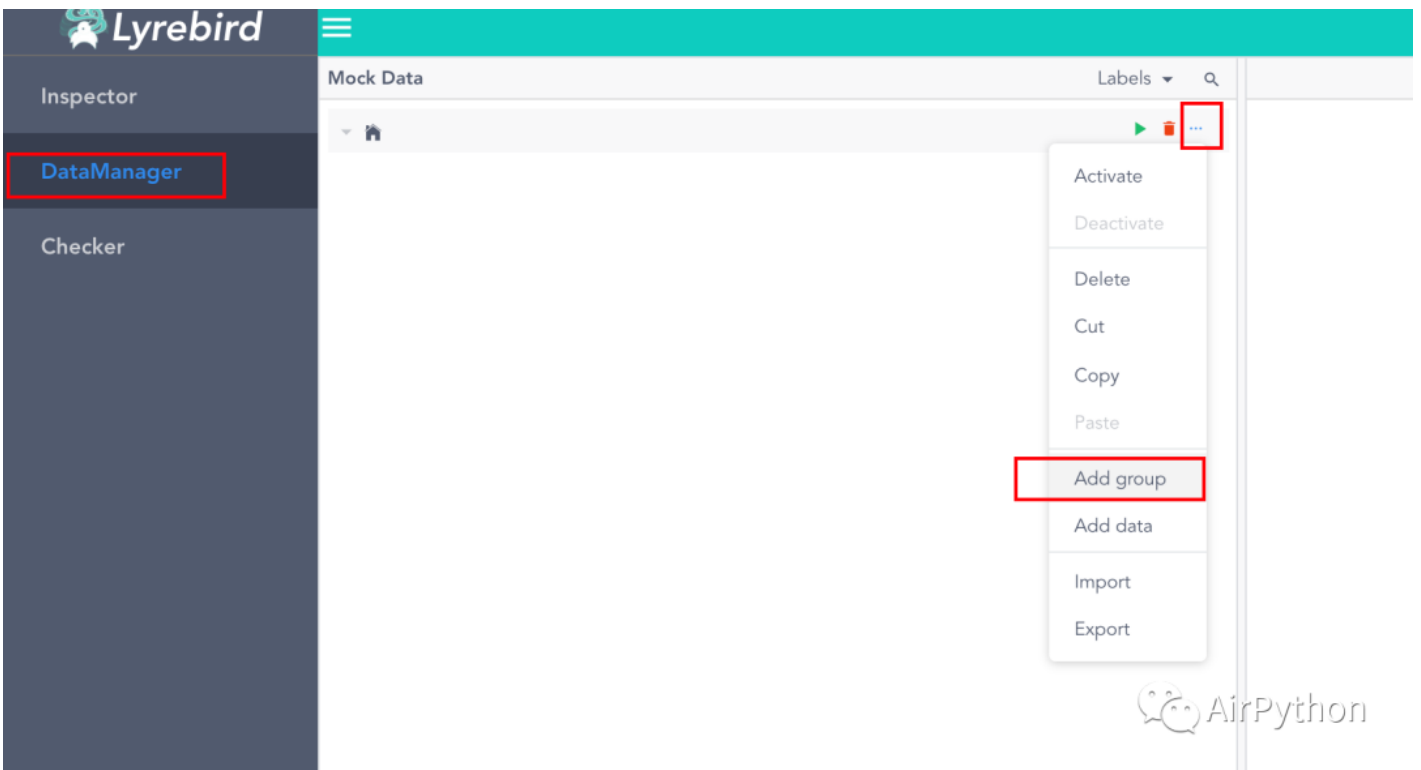 Lyrebird
Inspector
DataManager
Checker
Mock Data
Labels
Activate
Deactivate
Delete
Cut
Copy
Paste
Add group
Add data
Import
Export
AirPython